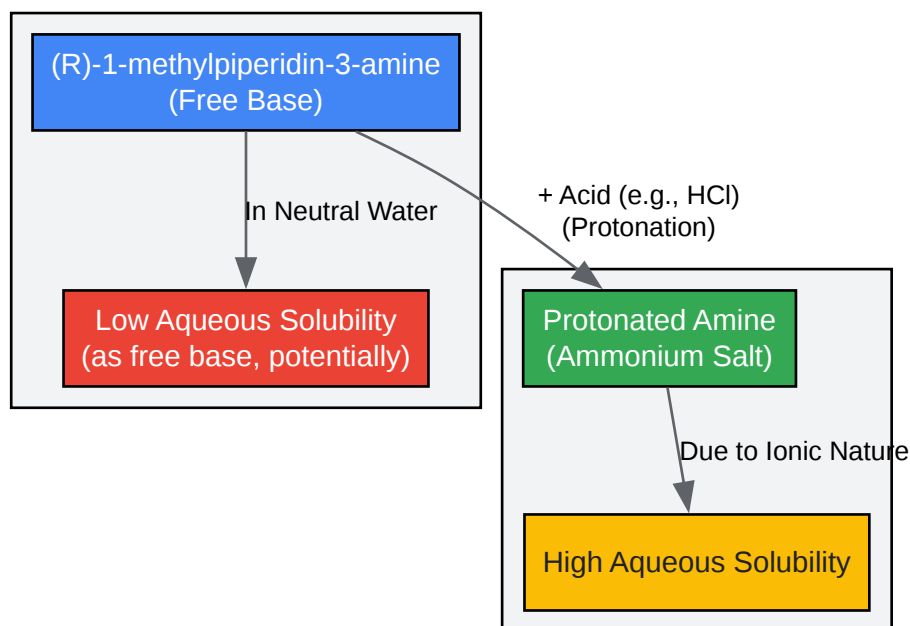 (R)-1-methylpiperidin-3-amine
(Free Base)
In Neutral Water
+ Acid (e.g., HCl)
(Protonation)
Low Aqueous Solubility
(as free base, potentially)
Protonated Amine
(Ammonium Salt)
Due to Ionic Nature
High Aqueous Solubility